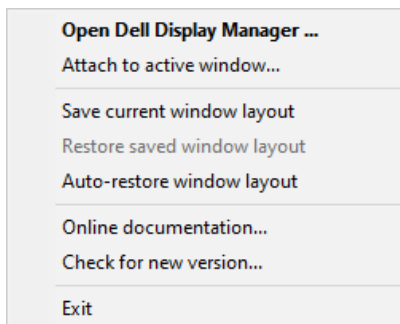 Open Dell Display Manager ...
Attach to active window...
Save current window layout
Restore saved window layout
Auto-restore window layout
Online documentation...
Check for new version...
Exit